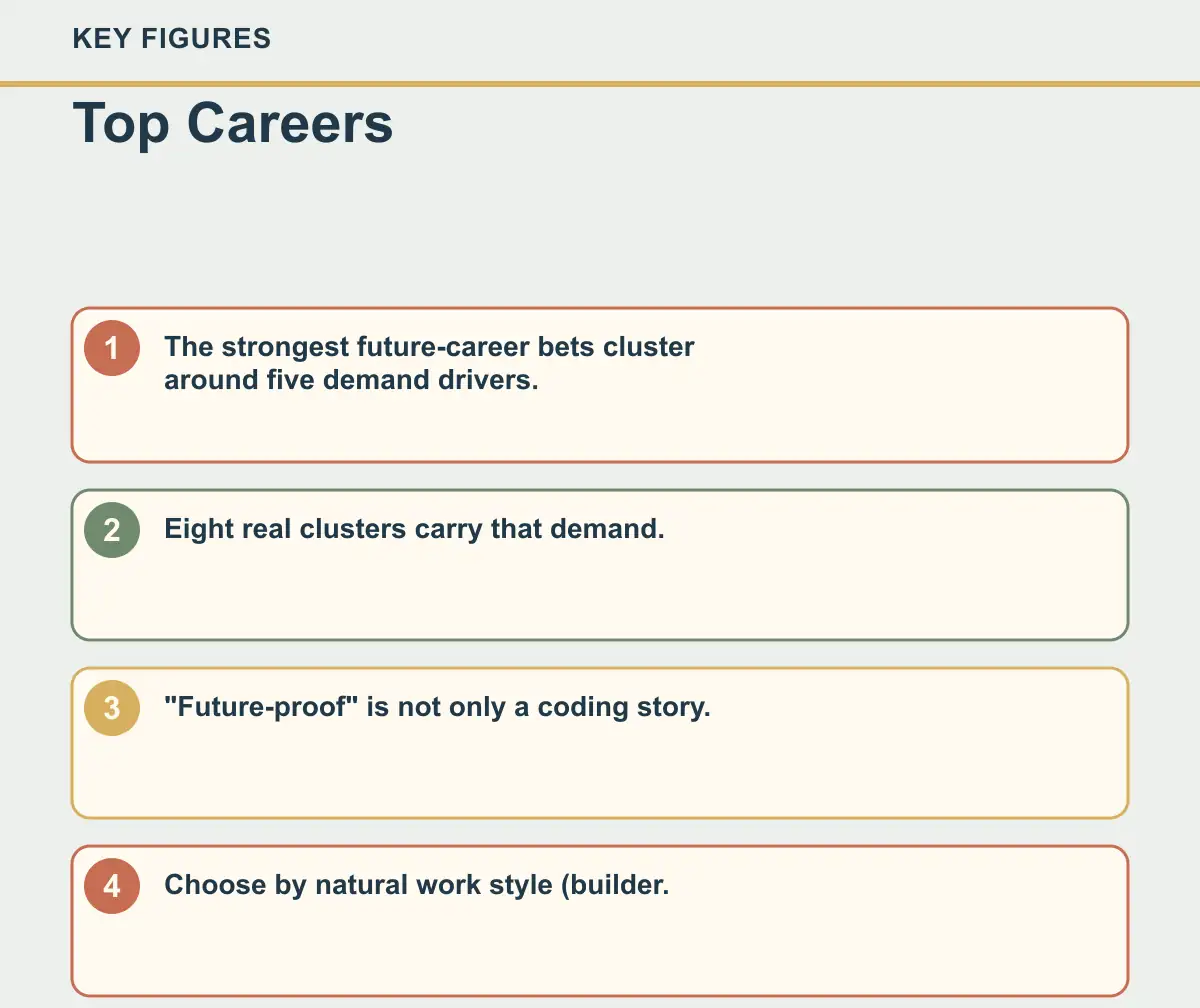 KEY FIGURES
Top Careers
1
The strongest future-career bets cluster
around five demand drivers.
2
Eight real clusters carry that demand.
3
"Future-proof" is not only a coding story.
4
Choose by natural work style (builder.